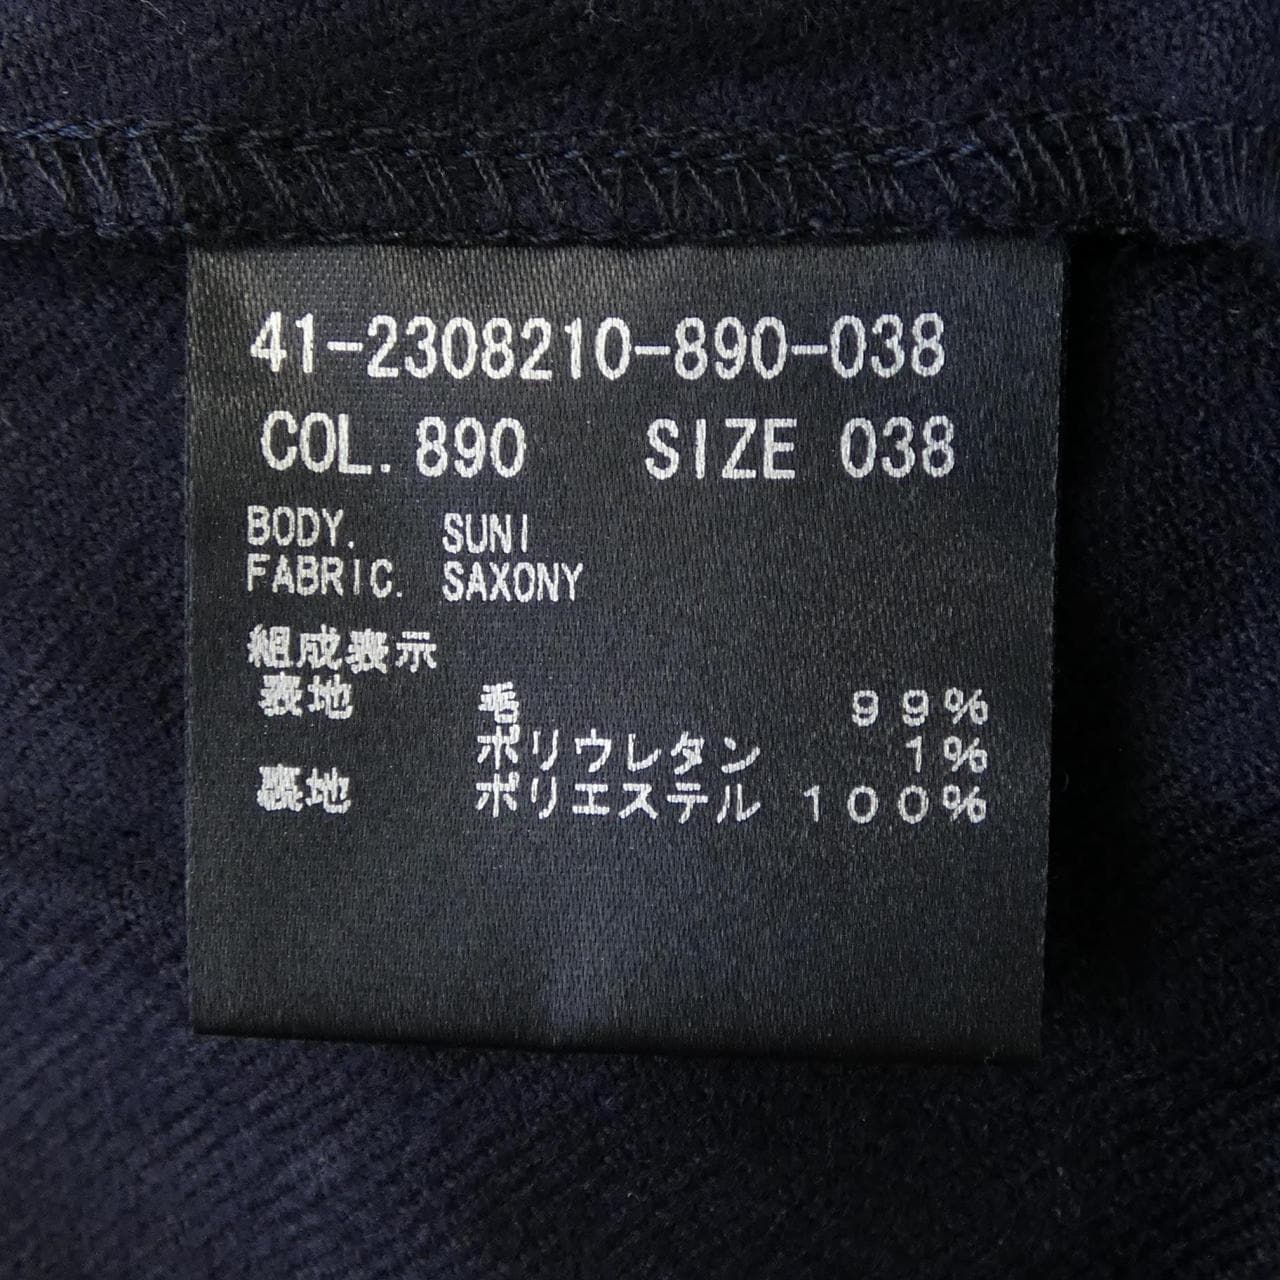 41-2308210-890-038
COL. 890 SIZE 038
BODY. SUNI
FABRIC. SAXONY
組成表示
表地 毛 99%
ポリウレタン 1%
裏地 ポリエステル 100%